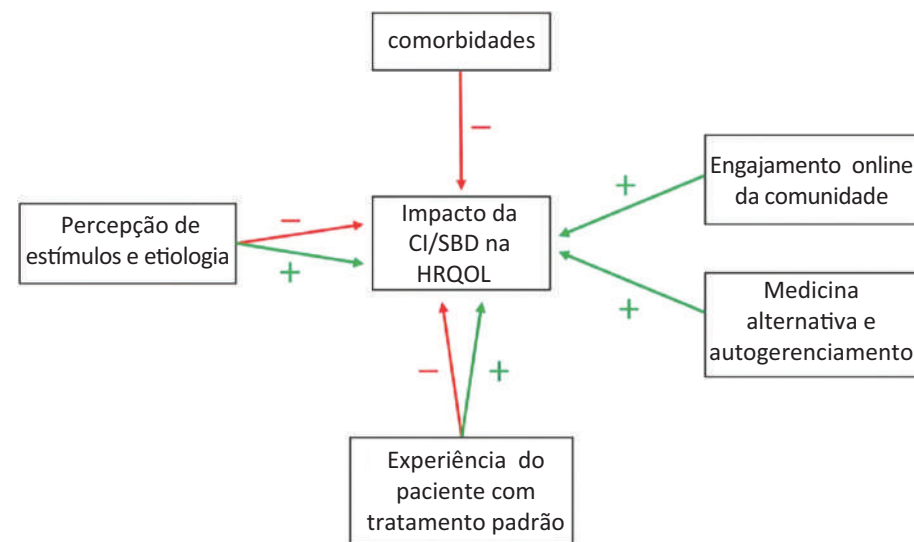 comorbidades
−
Engajamento online
da comunidade
+
Percepção de
estímulos e etiologia
−
+
Impacto da
CI/SBD na
HRQOL
Medicina
alternativa e
autogerenciamento
+
−
+
Experiência do
paciente com
tratamento padrão